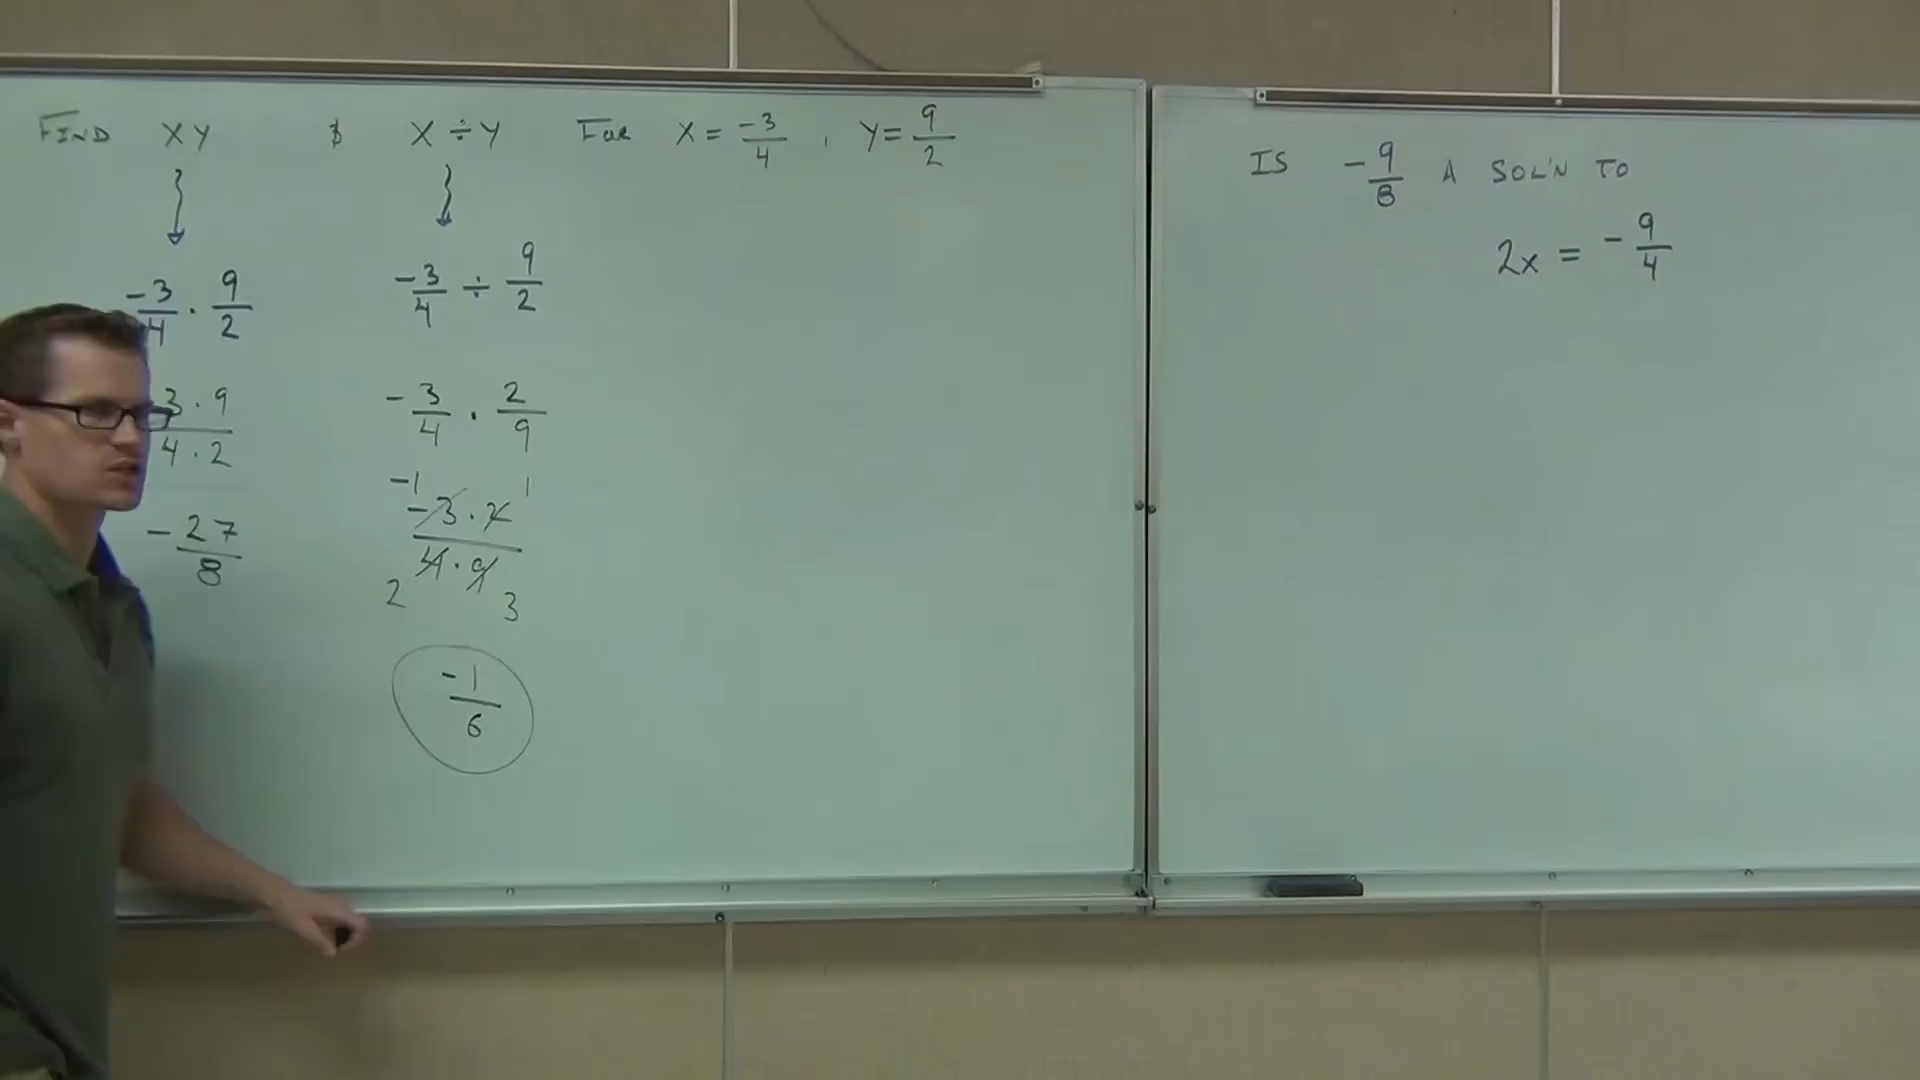 FIND XY & X ÷ Y FOR X = -3/4 , Y = 9/2
-3/4 · 9/2
3 · 9 / 4 · 2
-27/8
-3/4 ÷ 9/2
-3/4 · 2/9
-1 1
-3 · 2 / 4 · 9
2 3
-1/6
IS -9/8 A SOL'N TO
2x = -9/4